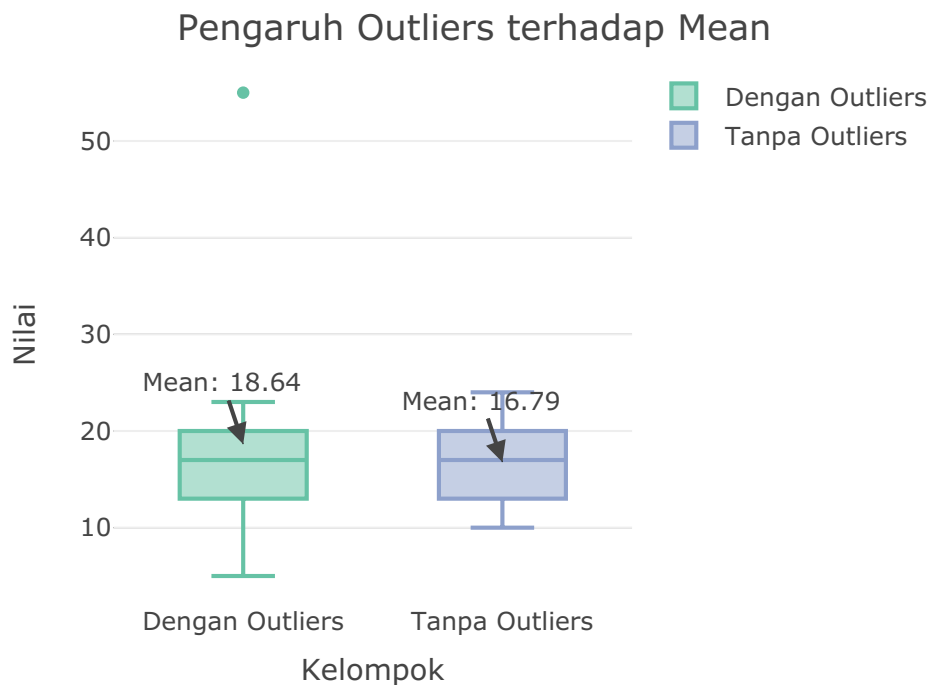 Pengaruh Outliers terhadap Mean
Dengan Outliers
Tanpa Outliers
50
40
30
20
10
Nilai
Mean: 18.64
Mean: 16.79
Dengan Outliers
Tanpa Outliers
Kelompok